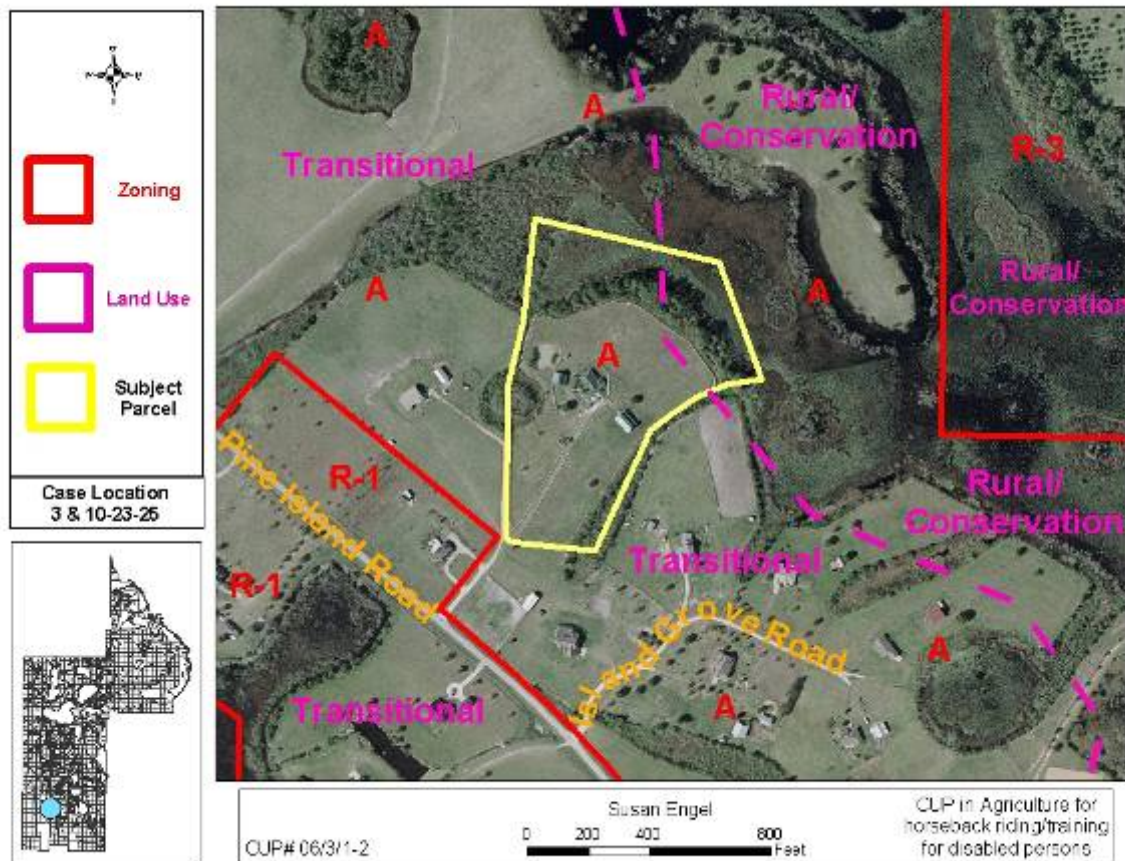 Zoning
Land Use
Subject
Parcel
Case Location
3 & 10-23-25
A
A
Rural/
Conservation
Transitional
R-3
A
A
Rural/
Conservation
A
R-1
Pine Island Road
R-1
Rural/
Conservation
Transitional
Island Grove Road
A
A
Transitional
CUP# 06/3/1-2
Susan Engel
0 200 400 800
Feet
CUP in Agriculture for
horseback riding/training
for disabled persons